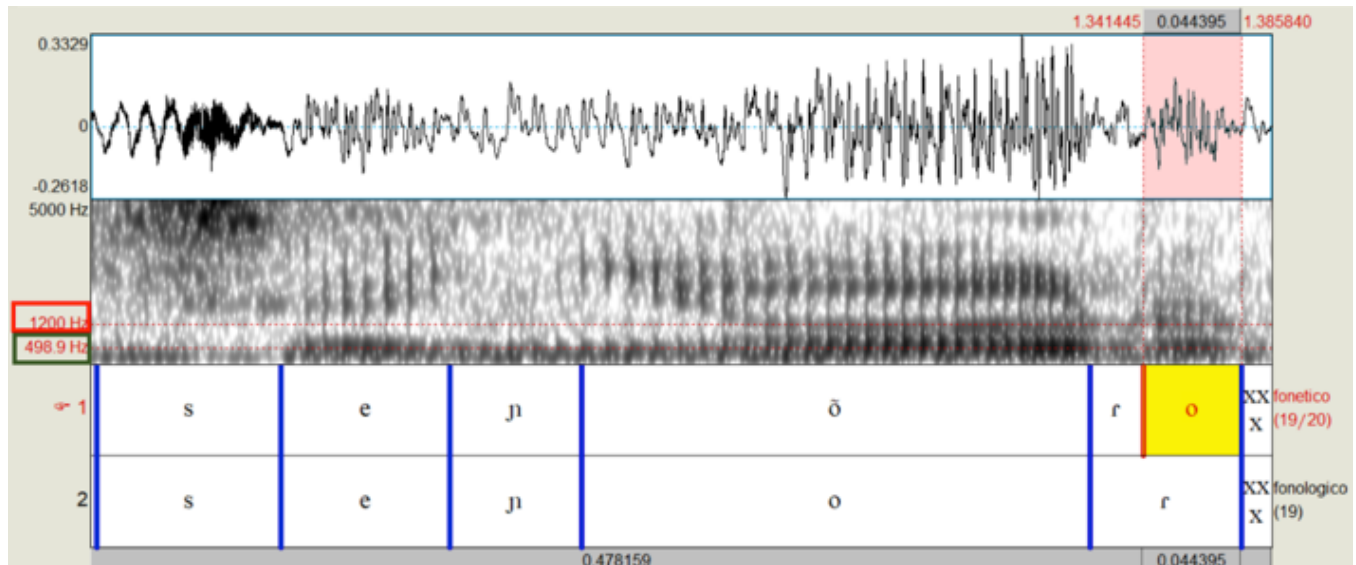 1.341445 0.044395 1.385840
0.3329
0
-0.2618
5000 Hz
1200 Hz
498.9 Hz
☞ 1 s e ɲ õ ɾ o XX X fonetico (19/20)
2 s e ɲ o ɾ XX X fonologico (19)
0.478159 0.044395